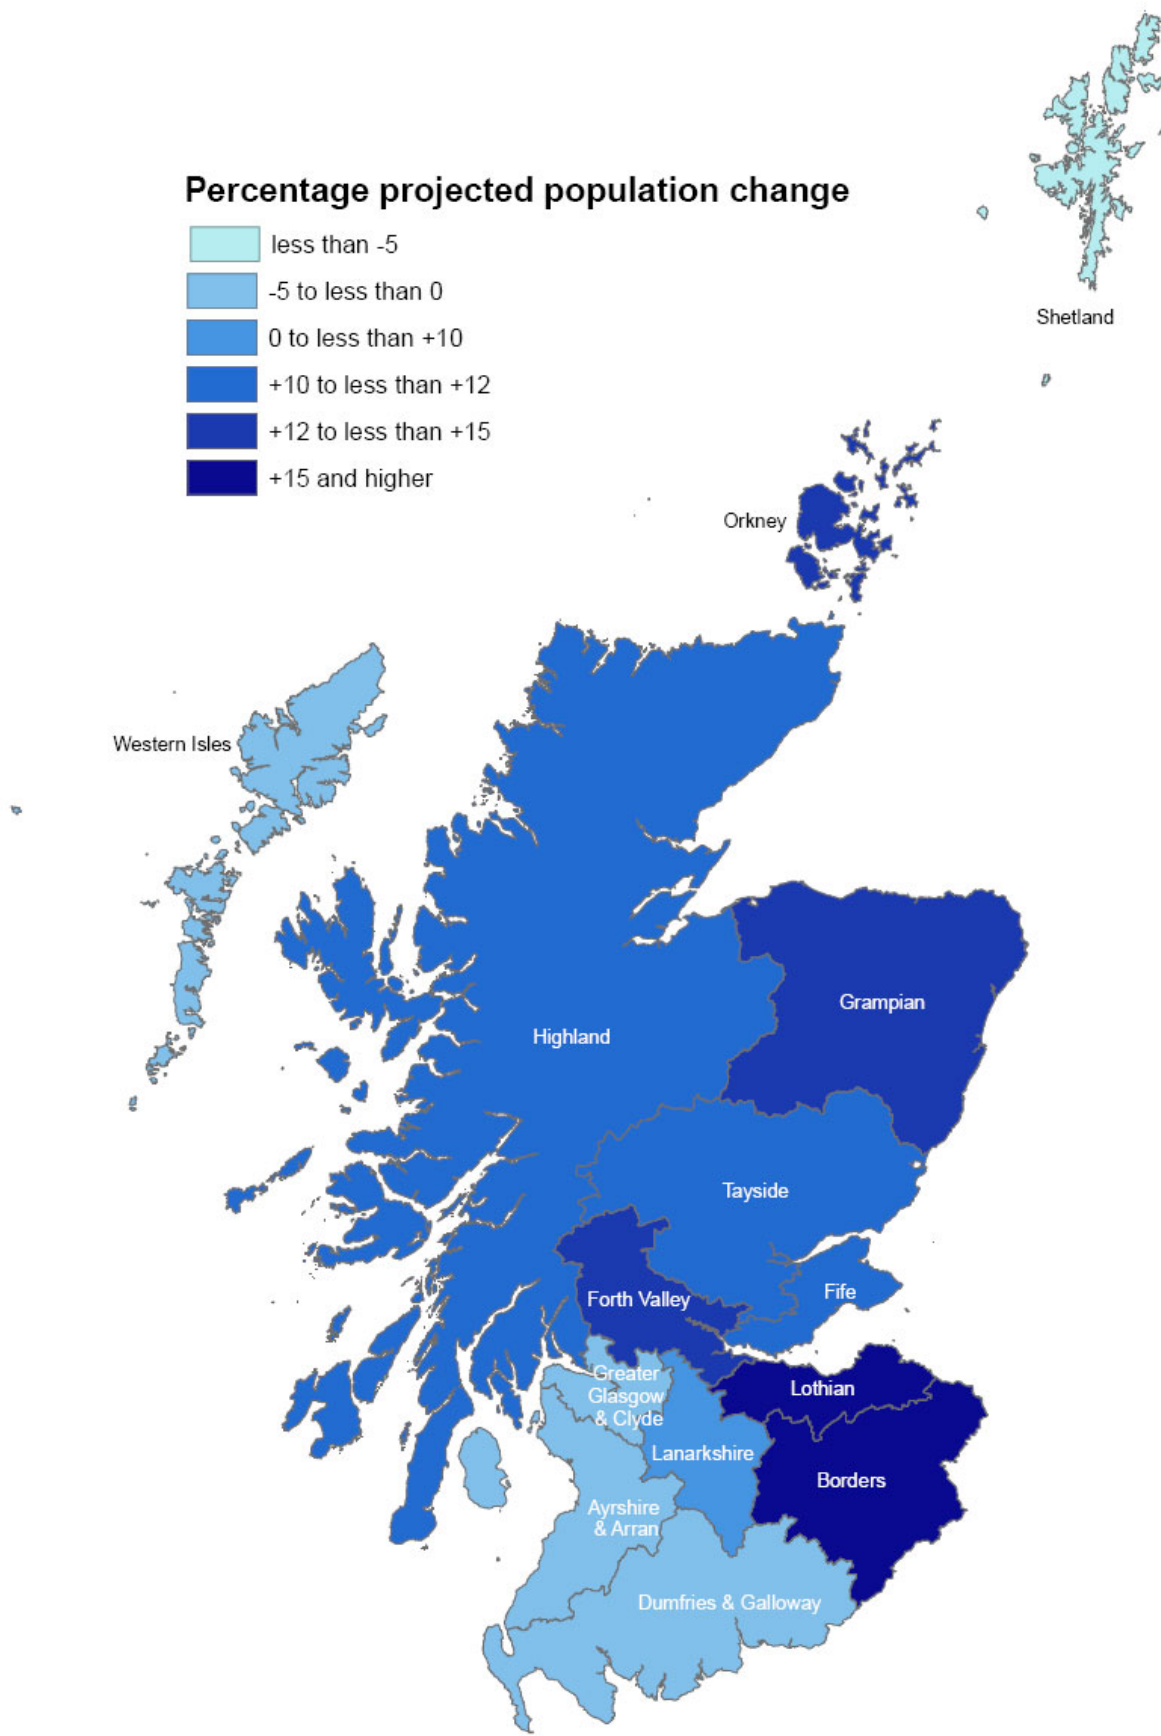 Percentage projected population change
less than -5
-5 to less than 0
0 to less than +10
+10 to less than +12
+12 to less than +15
+15 and higher
Shetland
Orkney
Western Isles
Grampian
Highland
Tayside
Fife
Forth Valley
Greater
Glasgow
& Clyde
Lothian
Lanarkshire
Borders
Ayrshire
& Arran
Dumfries & Galloway